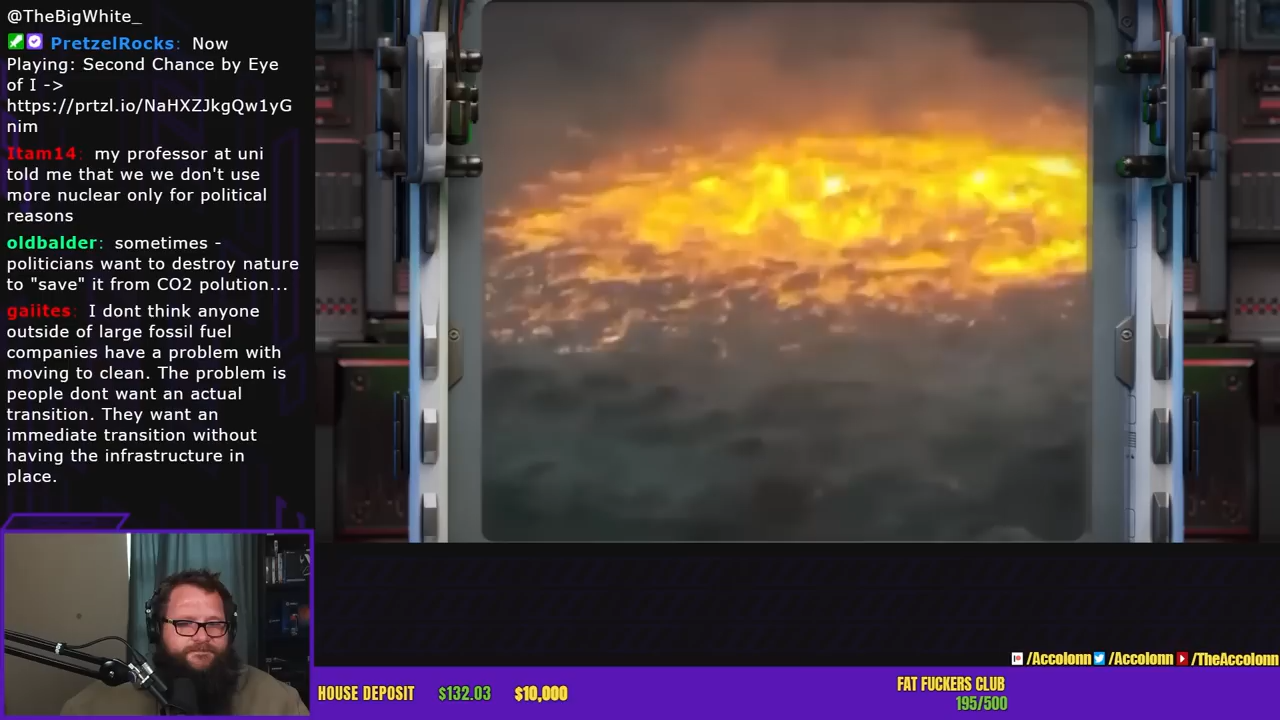 @TheBigWhite_
PretzelRocks: Now
Playing: Second Chance by Eye
of I ->
https://prtzl.io/NaHXZJkgQw1yG
nim
Itam14: my professor at uni
told me that we we don't use
more nuclear only for political
reasons
oldbalder: sometimes -
politicians want to destroy nature
to "save" it from CO2 polution...
gaiites: I dont think anyone
outside of large fossil fuel
companies have a problem with
moving to clean. The problem is
people dont want an actual
transition. They want an
immediate transition without
having the infrastructure in
place.
/Accolonn /Accolonn /TheAccolonn
HOUSE DEPOSIT $132.03 $10,000
FAT FUCKERS CLUB
195/500